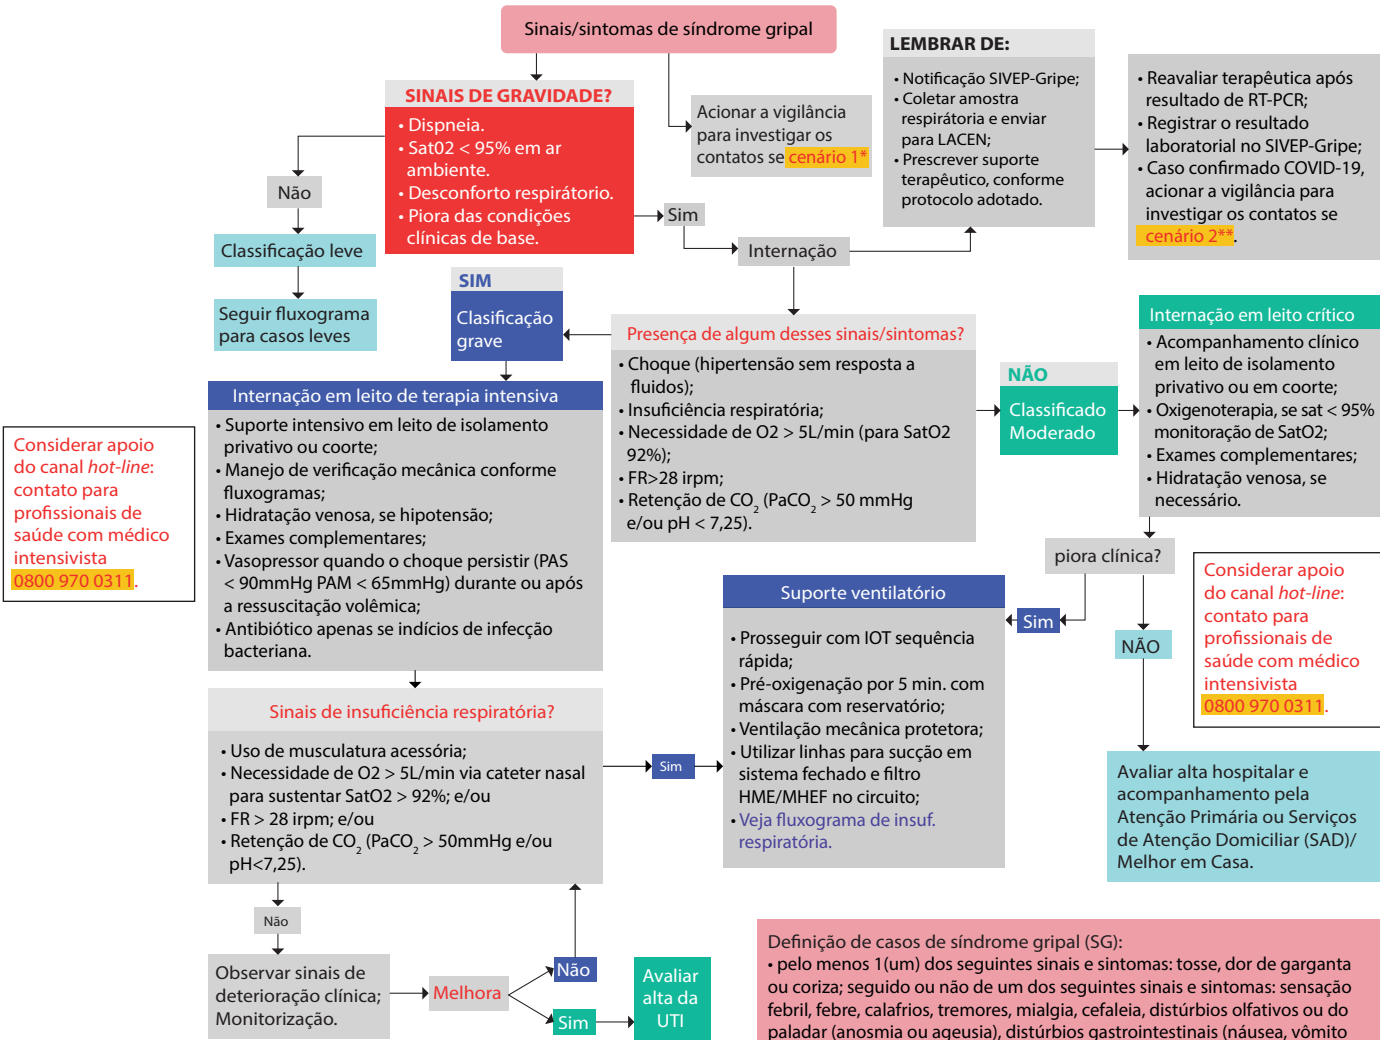 Sinais/sintomas de síndrome gripal
SINAIS DE GRAVIDADE?
• Dispneia.
• Sat02 < 95% em ar
ambiente.
• Desconforto respirátorio.
• Piora das condições
clínicas de base.
Acionar a vigilância
para investigar os
contatos se cenário 1*
LEMBRAR DE:
• Notificação SIVEP-Gripe;
• Coletar amostra
respirátoria e enviar
para LACEN;
• Prescrever suporte
terapêutico, conforme
protocolo adotado.
• Reavaliar terapêutica após
resultado de RT-PCR;
• Registrar o resultado
laboratorial no SIVEP-Gripe;
• Caso confirmado COVID-19,
acionar a vigilância para
investigar os contatos se
cenário 2**.
Não
Sim
Classificação leve
Internação
Seguir fluxograma
para casos leves
SIM
Clasificação
grave
Presença de algum desses sinais/sintomas?
• Choque (hipertensão sem resposta a
fluidos);
• Insuficiência respiratória;
• Necessidade de O2 > 5L/min (para SatO2
92%);
• FR>28 irpm;
• Retenção de CO2 (PaCO2 > 50 mmHg
e/ou pH < 7,25).
NÃO
Classificado
Moderado
Internação em leito crítico
• Acompanhamento clínico
em leito de isolamento
privativo ou em coorte;
• Oxigenoterapia, se sat < 95%
monitoração de SatO2;
• Exames complementares;
• Hidratação venosa, se
necessário.
Internação em leito de terapia intensiva
• Suporte intensivo em leito de isolamento
privativo ou coorte;
• Manejo de verificação mecânica conforme
fluxogramas;
• Hidratação venosa, se hipotensão;
• Exames complementares;
• Vasopressor quando o choque persistir (PAS
< 90mmHg PAM < 65mmHg) durante ou após
a ressuscitação volêmica;
• Antibiótico apenas se indícios de infecção
bacteriana.
Considerar apoio
do canal hot-line:
contato para
profissionais de
saúde com médico
intensivista
0800 970 0311.
piora clínica?
Sim
NÃO
Considerar apoio
do canal hot-line:
contato para
profissionais de
saúde com médico
intensivista
0800 970 0311.
Suporte ventilatório
• Prosseguir com IOT sequência
rápida;
• Pré-oxigenação por 5 min. com
máscara com reservatório;
• Ventilação mecânica protetora;
• Utilizar linhas para sucção em
sistema fechado e filtro
HME/MHEF no circuito;
• Veja fluxograma de insuf.
respiratória.
Sinais de insuficiência respiratória?
• Uso de musculatura acessória;
• Necessidade de O2 > 5L/min via cateter nasal
para sustentar SatO2 > 92%; e/ou
• FR > 28 irpm; e/ou
• Retenção de CO2 (PaCO2 > 50mmHg e/ou
pH<7,25).
Sim
Avaliar alta hospitalar e
acompanhamento pela
Atenção Primária ou Serviços
de Atenção Domiciliar (SAD)/
Melhor em Casa.
Não
Observar sinais de
deterioração clínica;
Monitorização.
Melhora
Não
Sim
Avaliar
alta da
UTI
Definição de casos de síndrome gripal (SG):
• pelo menos 1(um) dos seguintes sinais e sintomas: tosse, dor de garganta
ou coriza; seguido ou não de um dos seguintes sinais e sintomas: sensação
febril, febre, calafrios, tremores, mialgia, cefaleia, distúrbios olfativos ou do
paladar (anosmia ou ageusia), distúrbios gastrointestinais (náusea, vômito